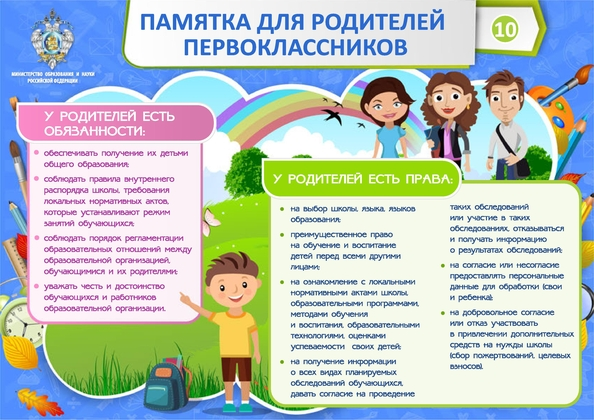 ПАМЯТКА ДЛЯ РОДИТЕЛЕЙ
ПЕРВОКЛАССНИКОВ
10
МИНИСТЕРСТВО ОБРАЗОВАНИЯ И НАУКИ
РОССИЙСКОЙ ФЕДЕРАЦИИ
У РОДИТЕЛЕЙ ЕСТЬ
ОБЯЗАННОСТИ:
• обеспечивать получение их детьми
общего образования;
• соблюдать правила внутреннего
распорядка школы, требования
локальных нормативных актов,
которые устанавливают режим
занятий обучающихся;
• соблюдать порядок регламентации
образовательных отношений между
образовательной организацией,
обучающимися и их родителями;
• уважать честь и достоинство
обучающихся и работников
образовательной организации.
У РОДИТЕЛЕЙ ЕСТЬ ПРАВА:
• на выбор школы, языка, языков
образования;
• преимущественное право
на обучение и воспитание
детей перед всеми другими
лицами;
• на ознакомление с локальными
нормативными актами школы,
образовательными программами,
методами обучения
и воспитания, образовательными
технологиями, оценками
успеваемости своих детей;
• на получение информации
о всех видах планируемых
обследований обучающихся,
давать согласие на проведение
таких обследований
или участие в таких
обследованиях, отказываться
и получать информацию
о результатах обследований;
• на согласие или несогласие
предоставлять персональные
данные для обработки (свои
и ребенка);
• на добровольное согласие
или отказ участвовать
в привлечении дополнительных
средств на нужды школы
(сбор пожертвований, целевых
взносов).